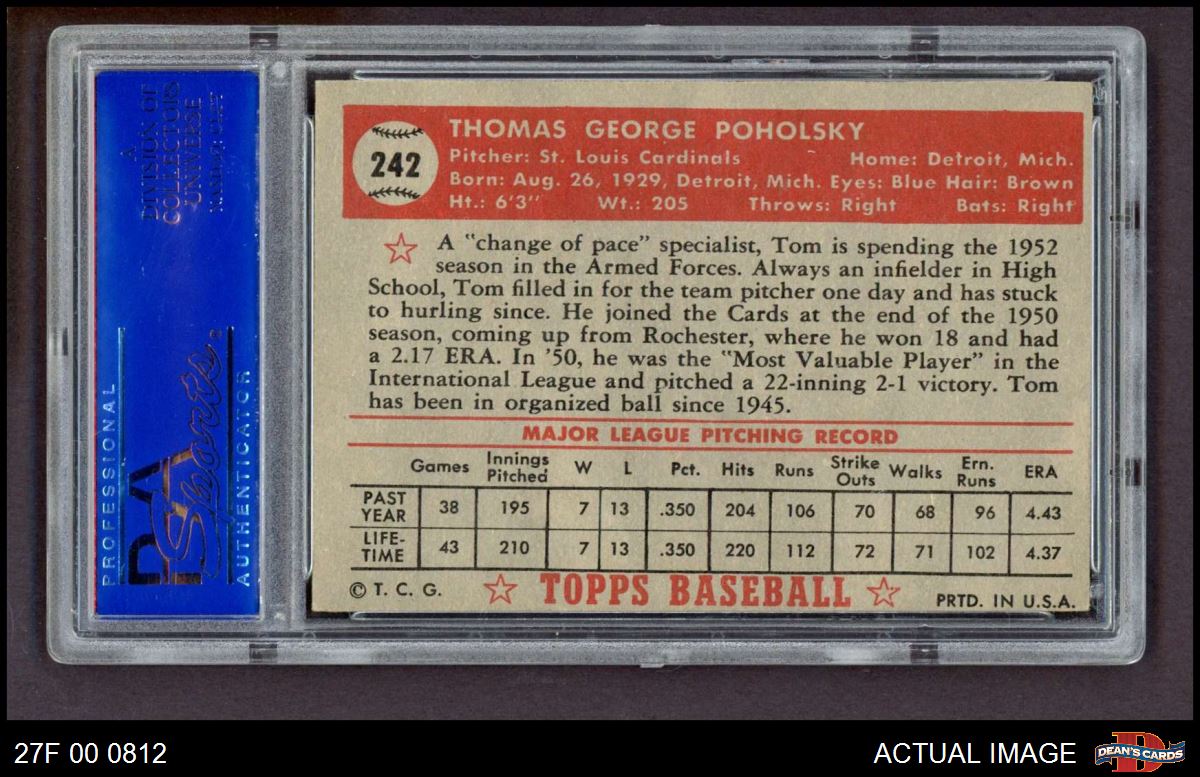 A
DIVISION OF
COLLECTORS
UNIVERSE
NASDAQ: CLCT
PROFESSIONAL
PSA
Sports
AUTHENTICATOR
242
THOMAS GEORGE POHOLSKY
Pitcher: St. Louis Cardinals Home: Detroit, Mich.
Born: Aug. 26, 1929, Detroit, Mich. Eyes: Blue Hair: Brown
Ht.: 6'3" Wt.: 205 Throws: Right Bats: Right
A "change of pace" specialist, Tom is spending the 1952
season in the Armed Forces. Always an infielder in High
School, Tom filled in for the team pitcher one day and has stuck
to hurling since. He joined the Cards at the end of the 1950
season, coming up from Rochester, where he won 18 and had
a 2.17 ERA. In '50, he was the "Most Valuable Player" in the
International League and pitched a 22-inning 2-1 victory. Tom
has been in organized ball since 1945.
MAJOR LEAGUE PITCHING RECORD
Games Innings Pitched W L Pct. Hits Runs Strike Outs Walks Ern. Runs ERA
PAST YEAR 38 195 7 13 .350 204 106 70 68 96 4.43
LIFE-TIME 43 210 7 13 .350 220 112 72 71 102 4.37
© T. C. G. TOPPS BASEBALL PRTD. IN U.S.A.
27F 00 0812 ACTUAL IMAGE DEAN'S CARDS